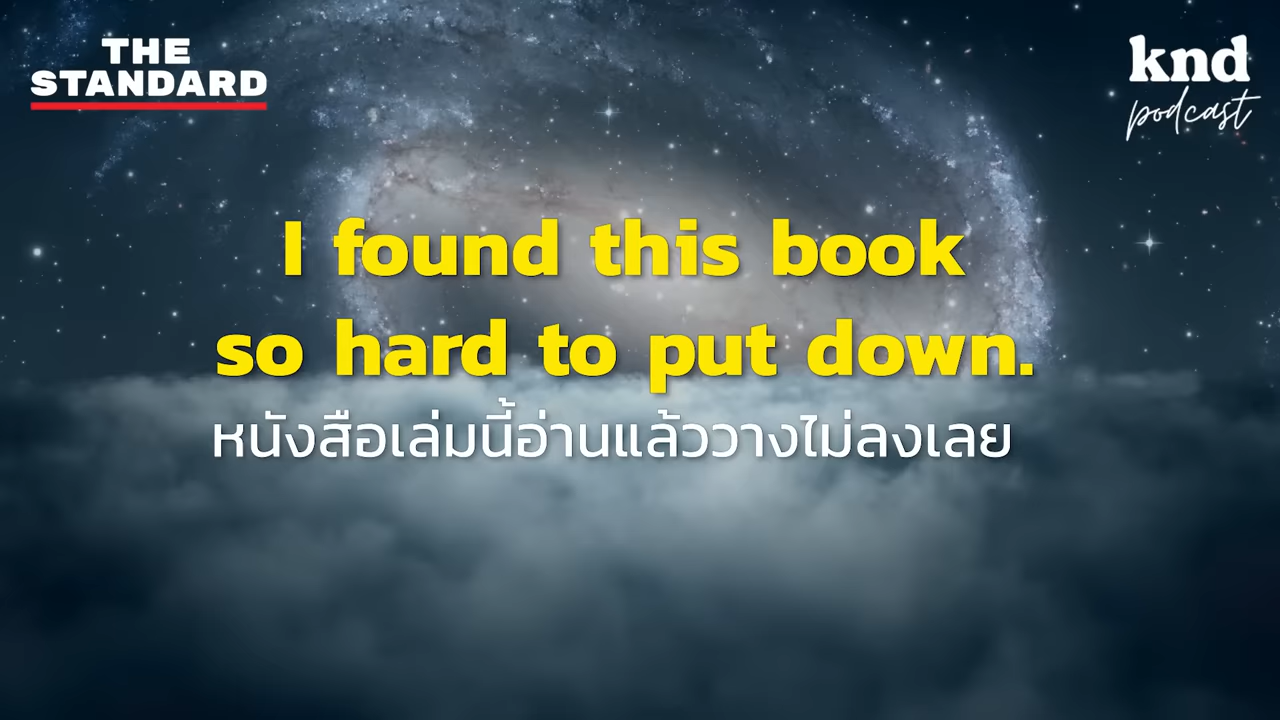 THE
STANDARD
knd
podcast
I found this book
so hard to put down.
หนังสือเล่มนี้อ่านแล้ววางไม่ลงเลย